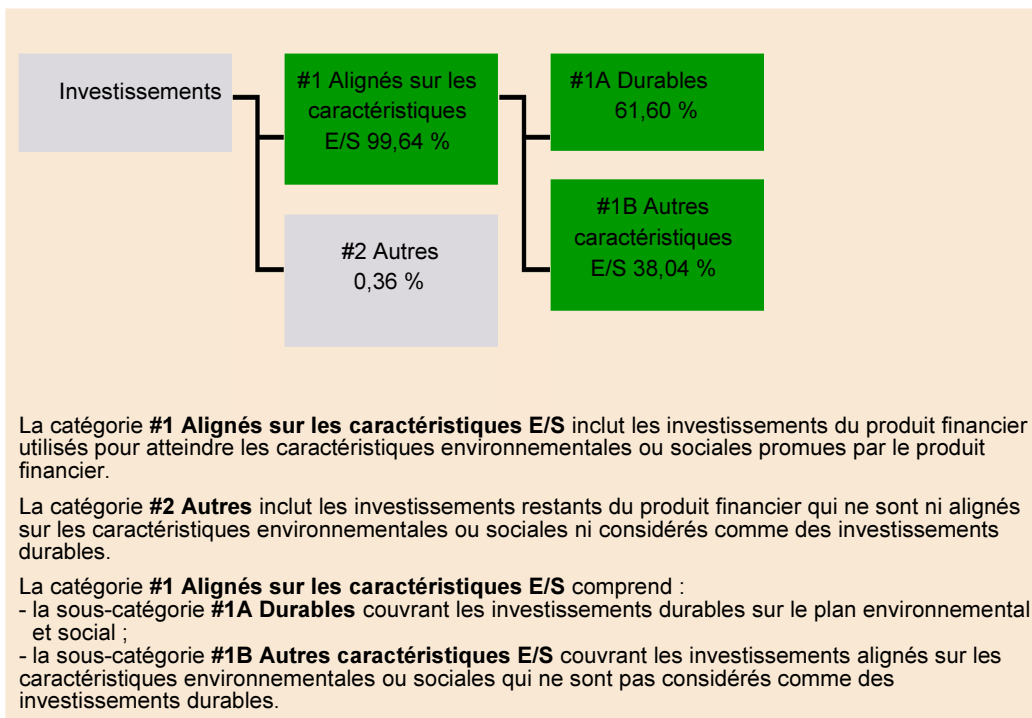 Investissements
#1 Alignés sur les
caractéristiques
E/S 99,64 %
#2 Autres
0,36 %
#1A Durables
61,60 %
#1B Autres
caractéristiques
E/S 38,04 %
La catégorie #1 Alignés sur les caractéristiques E/S inclut les investissements du produit financier
utilisés pour atteindre les caractéristiques environnementales ou sociales promues par le produit
financier.
La catégorie #2 Autres inclut les investissements restants du produit financier qui ne sont ni alignés
sur les caractéristiques environnementales ou sociales ni considérés comme des investissements
durables.
La catégorie #1 Alignés sur les caractéristiques E/S comprend :
- la sous-catégorie #1A Durables couvrant les investissements durables sur le plan environnemental
et social ;
- la sous-catégorie #1B Autres caractéristiques E/S couvrant les investissements alignés sur les
caractéristiques environnementales ou sociales qui ne sont pas considérés comme des
investissements durables.